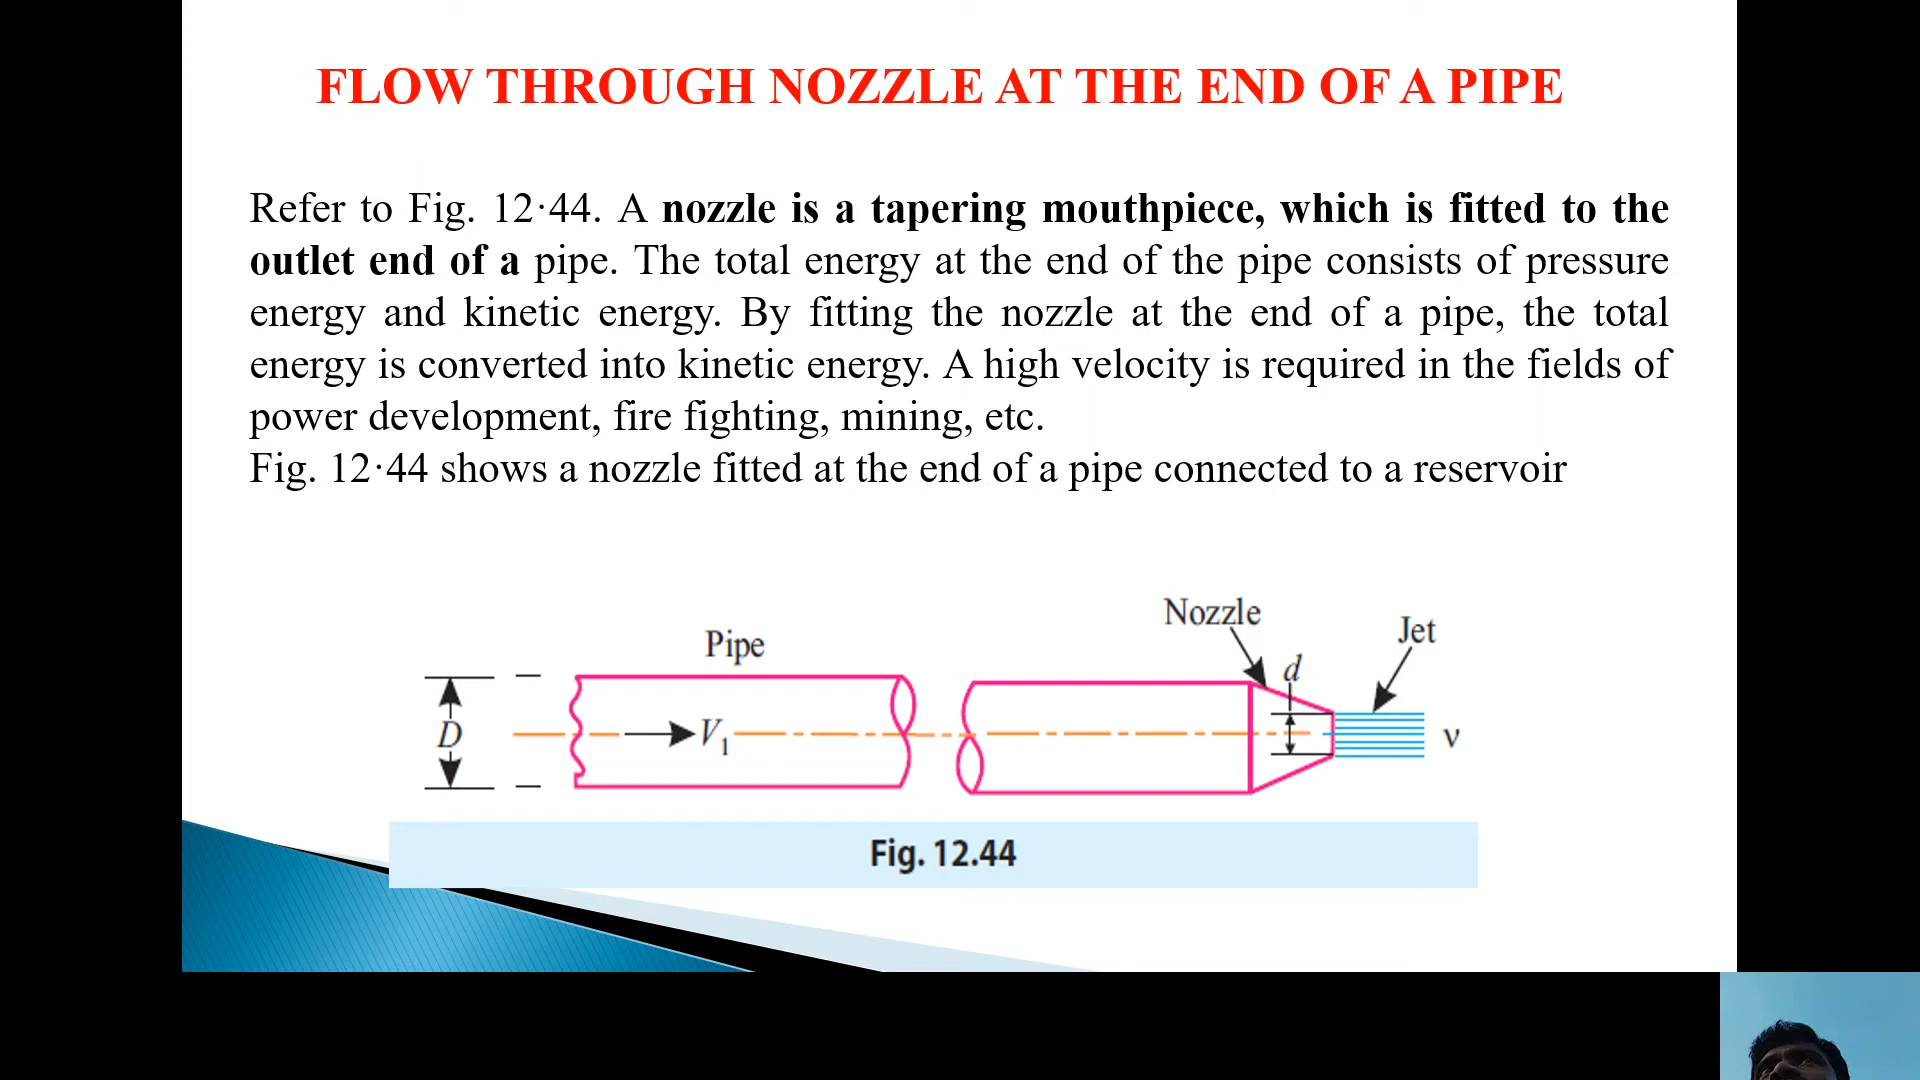 FLOW THROUGH NOZZLE AT THE END OF A PIPE
Refer to Fig. 12·44. A nozzle is a tapering mouthpiece, which is fitted to the
outlet end of a pipe. The total energy at the end of the pipe consists of pressure
energy and kinetic energy. By fitting the nozzle at the end of a pipe, the total
energy is converted into kinetic energy. A high velocity is required in the fields of
power development, fire fighting, mining, etc.
Fig. 12·44 shows a nozzle fitted at the end of a pipe connected to a reservoir
Nozzle
Jet
Pipe
d
D
V₁
v
Fig. 12.44